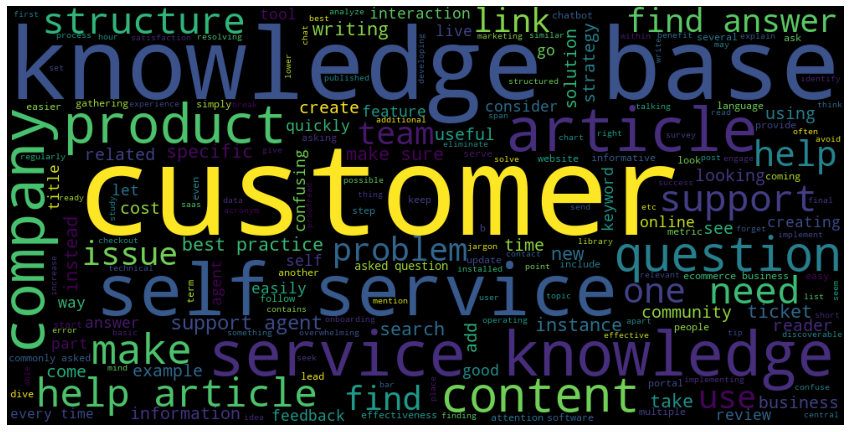 first process hour best analyze similar chatbot within benefit several explain ask
structure tool interaction link find answer
satisfaction resolving chat marketing writer may
writing live go solution strategy
knowledge base
set lower published developing structured identify
easier gathering experience simply break create feature consider language think
additional talking
product quickly team useful article using
asking span chart right read provide often avoid
company related specific give make sure serve eliminate survey informative look post engage help
regularly solve website looking coming
customer
title let possible success final
confusing keyword support
instead cost data even study keep send etc creating
ready saas thing step b library online see
acronym proofread jargon forget metric implement
issue best practice problem time new question
checkout self
increase technical another asked question update contact include relevant ecommerce business easy
way installed point list seem
self service one need
term mention user topic
easily follow contains agent community ticket
start answer support agent onboarding search operating instance apart people short
error basic something overwhelming effective tip reader
part add discoverable
make service knowledge
commonly asked mind seek portal implementing
come example lead good confuse
able bar place
dive help article find content take use business
every time information feedback effectiveness attention software multiple review central
idea finding